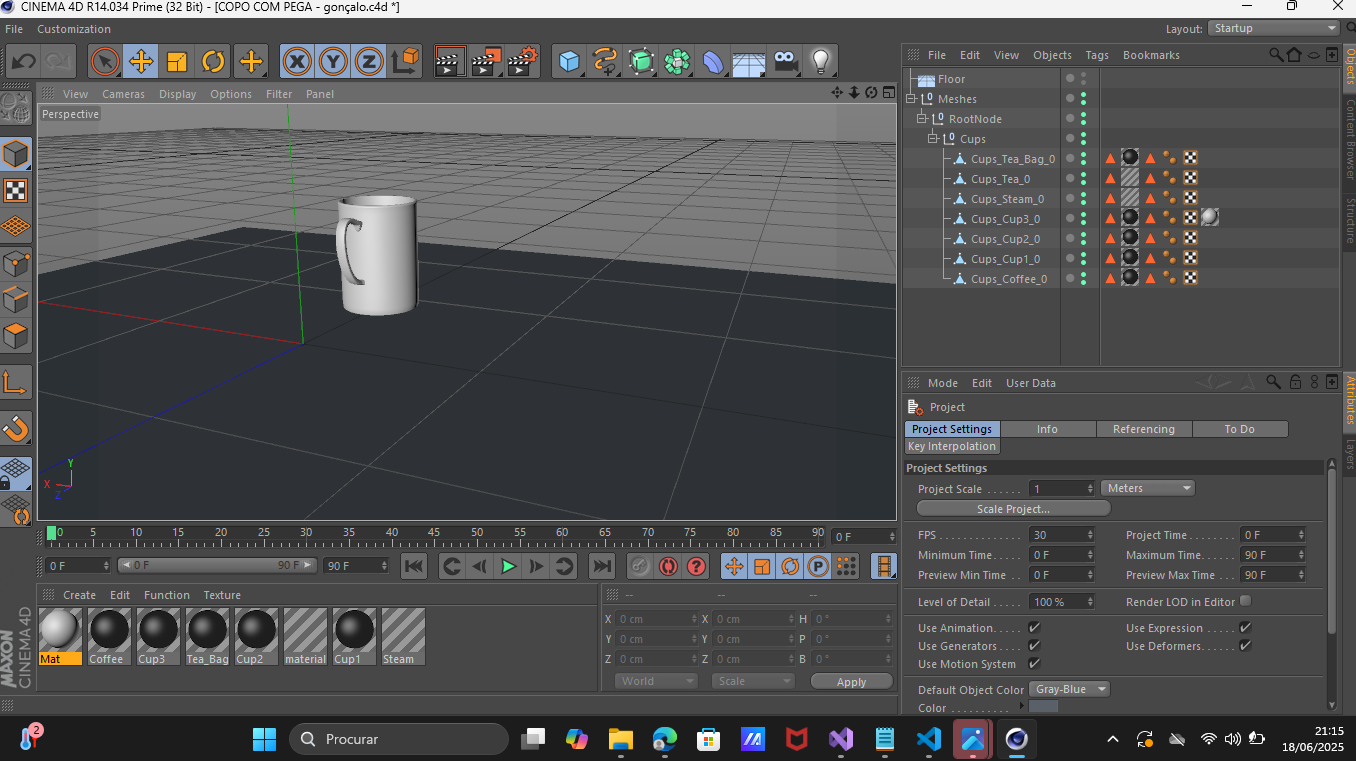 CINEMA 4D R14.034 Prime (32 Bit) - [COPO COM PEGA - gonçalo.c4d *]
File Customization
Layout: Startup
File Edit View Objects Tags Bookmarks
Objects
Content Browser
Structure
View Cameras Display Options Filter Panel
Perspective
Floor
Meshes
RootNode
Cups
Cups_Tea_Bag_0
Cups_Tea_0
Cups_Steam_0
Cups_Cup3_0
Cups_Cup2_0
Cups_Cup1_0
Cups_Coffee_0
Y
X
Z
Mode Edit User Data
Attributes
Layers
Project
Project Settings Info Referencing To Do
Key Interpolation
Project Settings
Project Scale . . . . . . 1 Meters
Scale Project...
FPS . . . . . . . . . . . . . 30 Project Time . . . . . . . 0 F
Minimum Time. . . . . 0 F Maximum Time. . . . . 90 F
Preview Min Time . . 0 F Preview Max Time . . . 90 F
Level of Detail . . . . . 100 % Render LOD in Editor
Use Animation. . . . . Use Expression . . . . .
Use Generators . . . . Use Deformers. . . . . .
Use Motion System
Default Object Color Gray-Blue
Color . . . . . . . . . .
0 5 10 15 20 25 30 35 40 45 50 55 60 65 70 75 80 85 90 0 F
0 F 0 F 90 F 90 F
Create Edit Function Texture
Mat Coffee Cup3 Tea_Bag Cup2 material Cup1 Steam
-- -- --
X 0 cm X 0 cm H 0 °
Y 0 cm Y 0 cm P 0 °
Z 0 cm Z 0 cm B 0 °
World Scale Apply
MAXON
CINEMA 4D
2
Procurar
21:15
18/06/2025